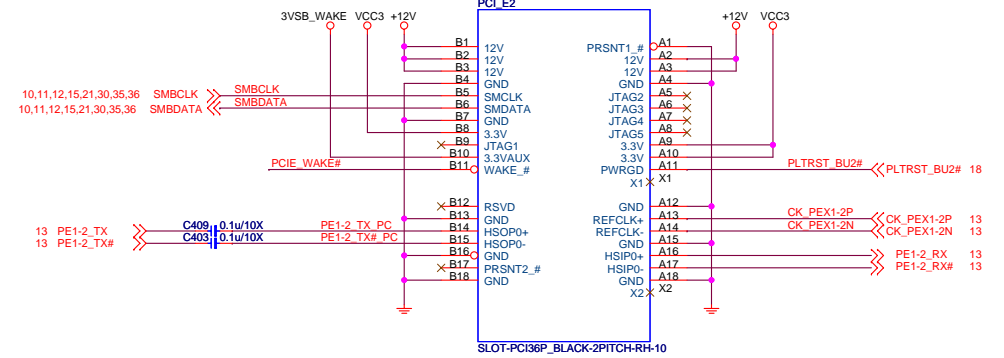 PCI_E2
3VSB_WAKE VCC3 +12V +12V VCC3
B1 12V PRSNT1_# A1
B2 12V 12V A2
B3 12V 12V A3
B4 GND GND A4
10,11,12,15,21,30,35,36 SMBCLK SMBCLK B5 SMCLK JTAG2 A5
10,11,12,15,21,30,35,36 SMBDATA SMBDATA B6 SMDATA JTAG3 A6
B7 GND JTAG4 A7
B8 3.3V JTAG5 A8
B9 JTAG1 3.3V A9
B10 3.3VAUX 3.3V A10
PCIE_WAKE# B11 WAKE_# PWRGD A11 PLTRST_BU2# PLTRST_BU2# 18
X1 X1
B12 RSVD GND A12
B13 GND REFCLK+ A13 CK_PEX1-2P CK_PEX1-2P 13
13 PE1-2_TX C409 0.1u/10X PE1-2_TX_PC B14 HSOP0+ REFCLK- A14 CK_PEX1-2N CK_PEX1-2N 13
13 PE1-2_TX# C403 0.1u/10X PE1-2_TX#_PC B15 HSOP0- GND A15
B16 GND HSIP0+ A16 PE1-2_RX 13
B17 PRSNT2_# HSIP0- A17 PE1-2_RX# 13
B18 GND GND A18
X2 X2
SLOT-PCI36P_BLACK-2PITCH-RH-10